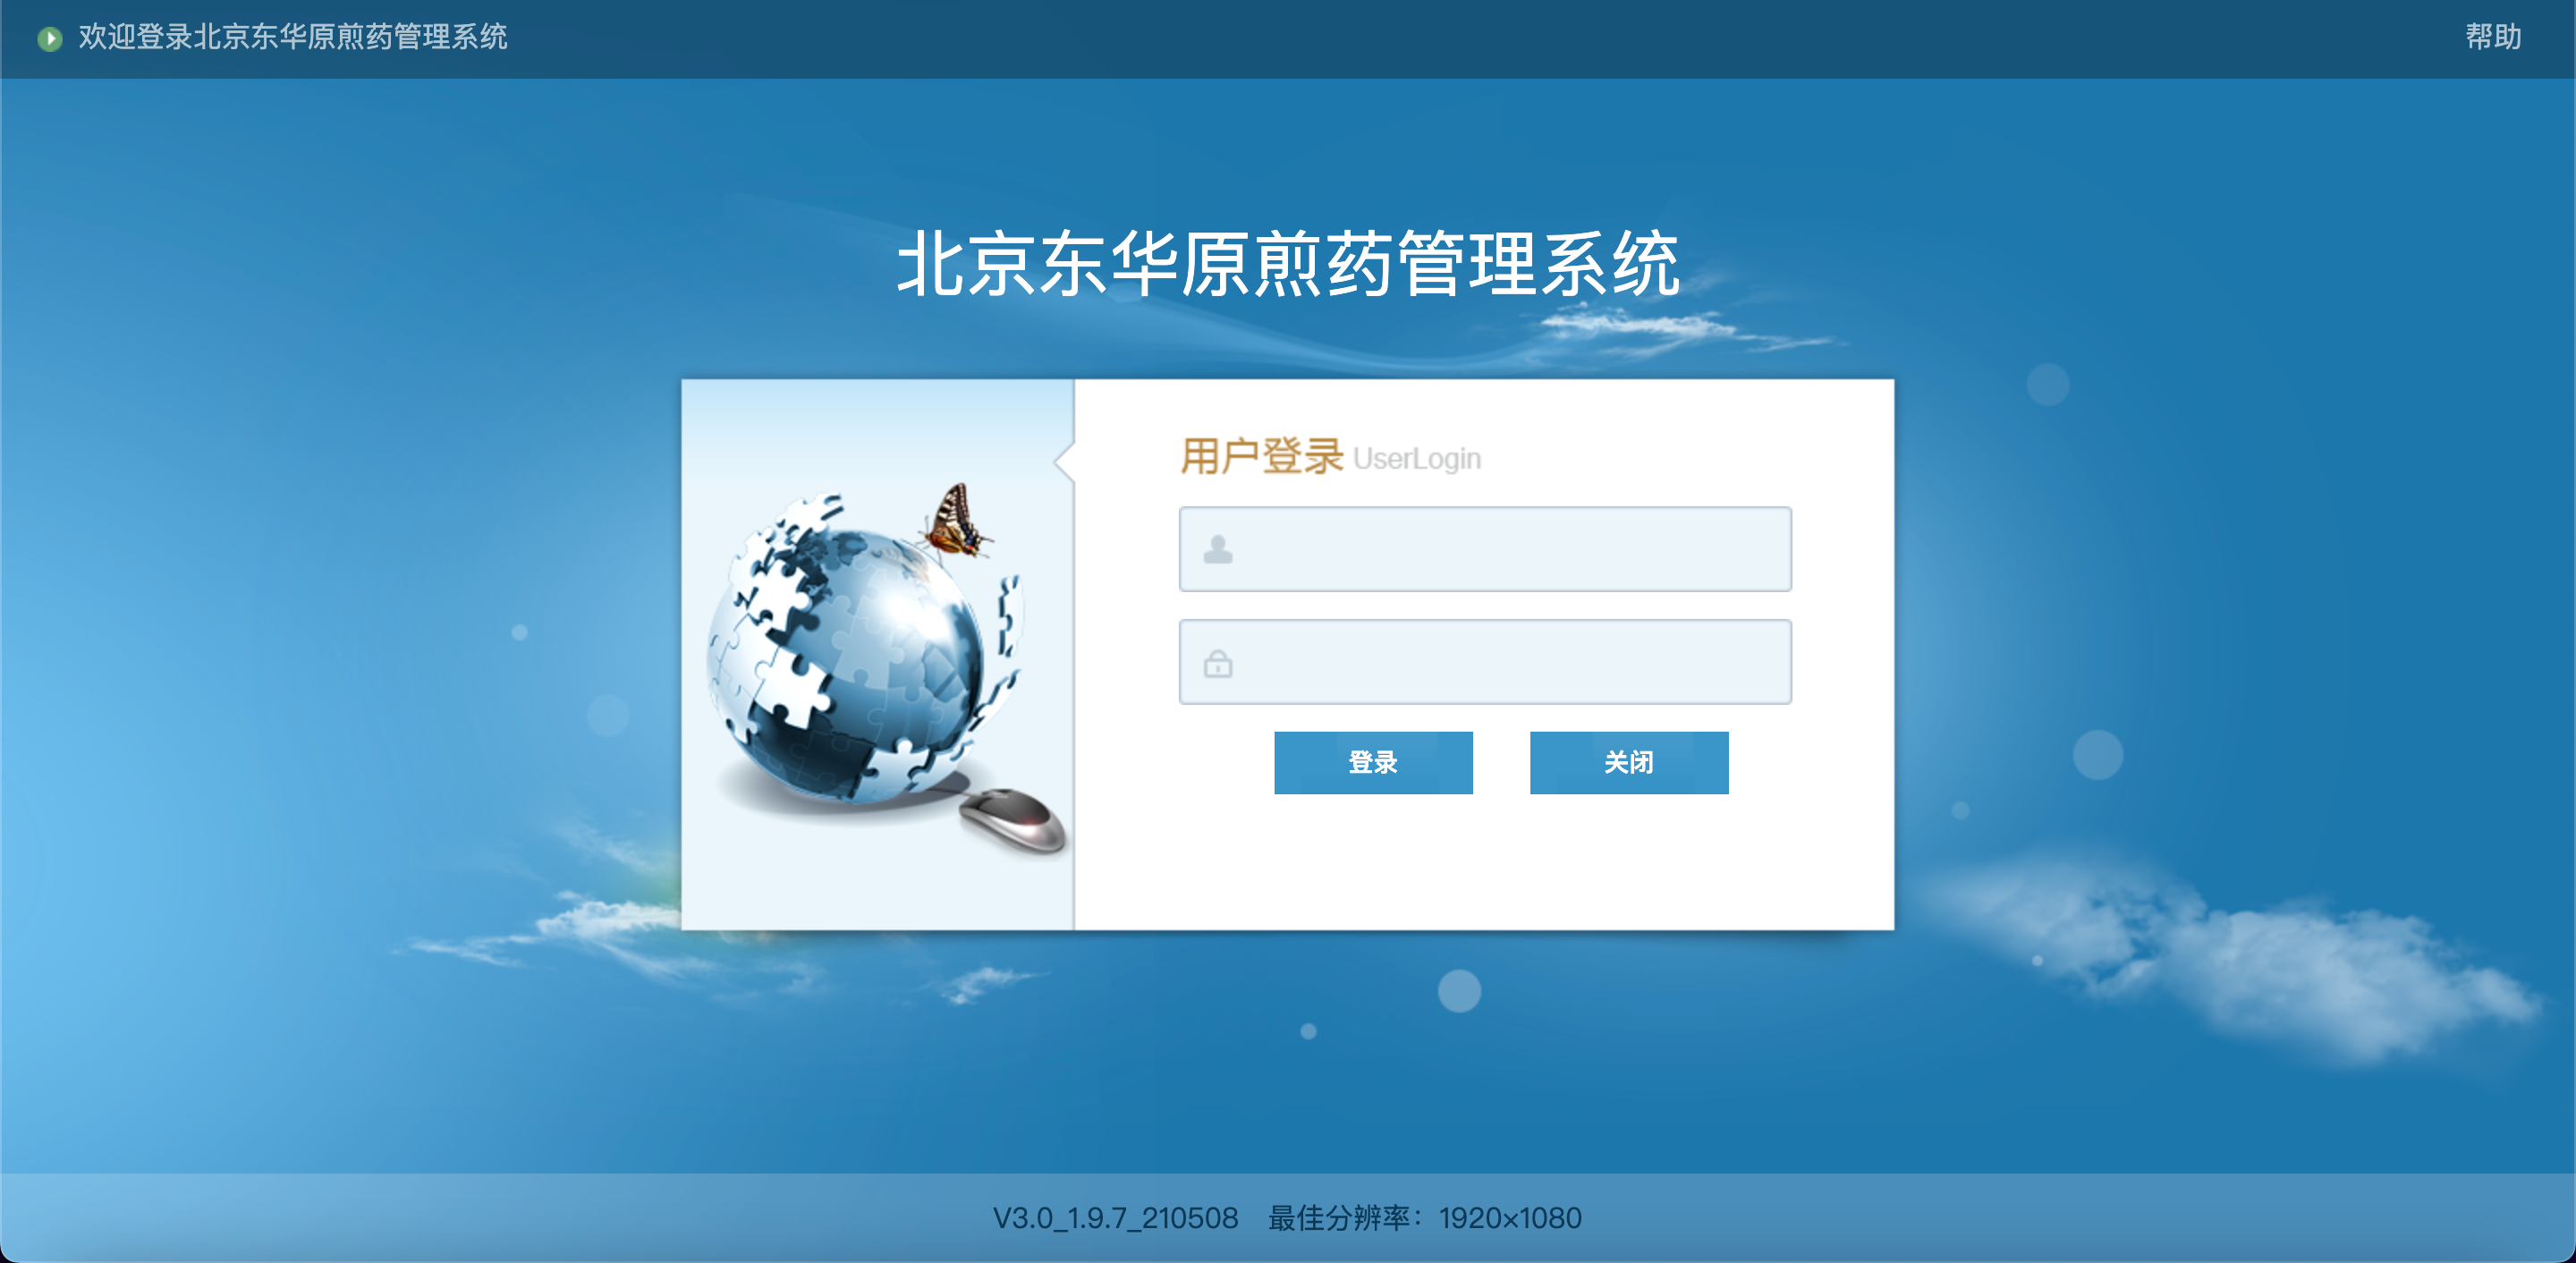 欢迎登录北京东华原煎药管理系统
帮助
北京东华原煎药管理系统
用户登录 UserLogin
登录
关闭
V3.0_1.9.7_210508 最佳分辨率：1920×1080